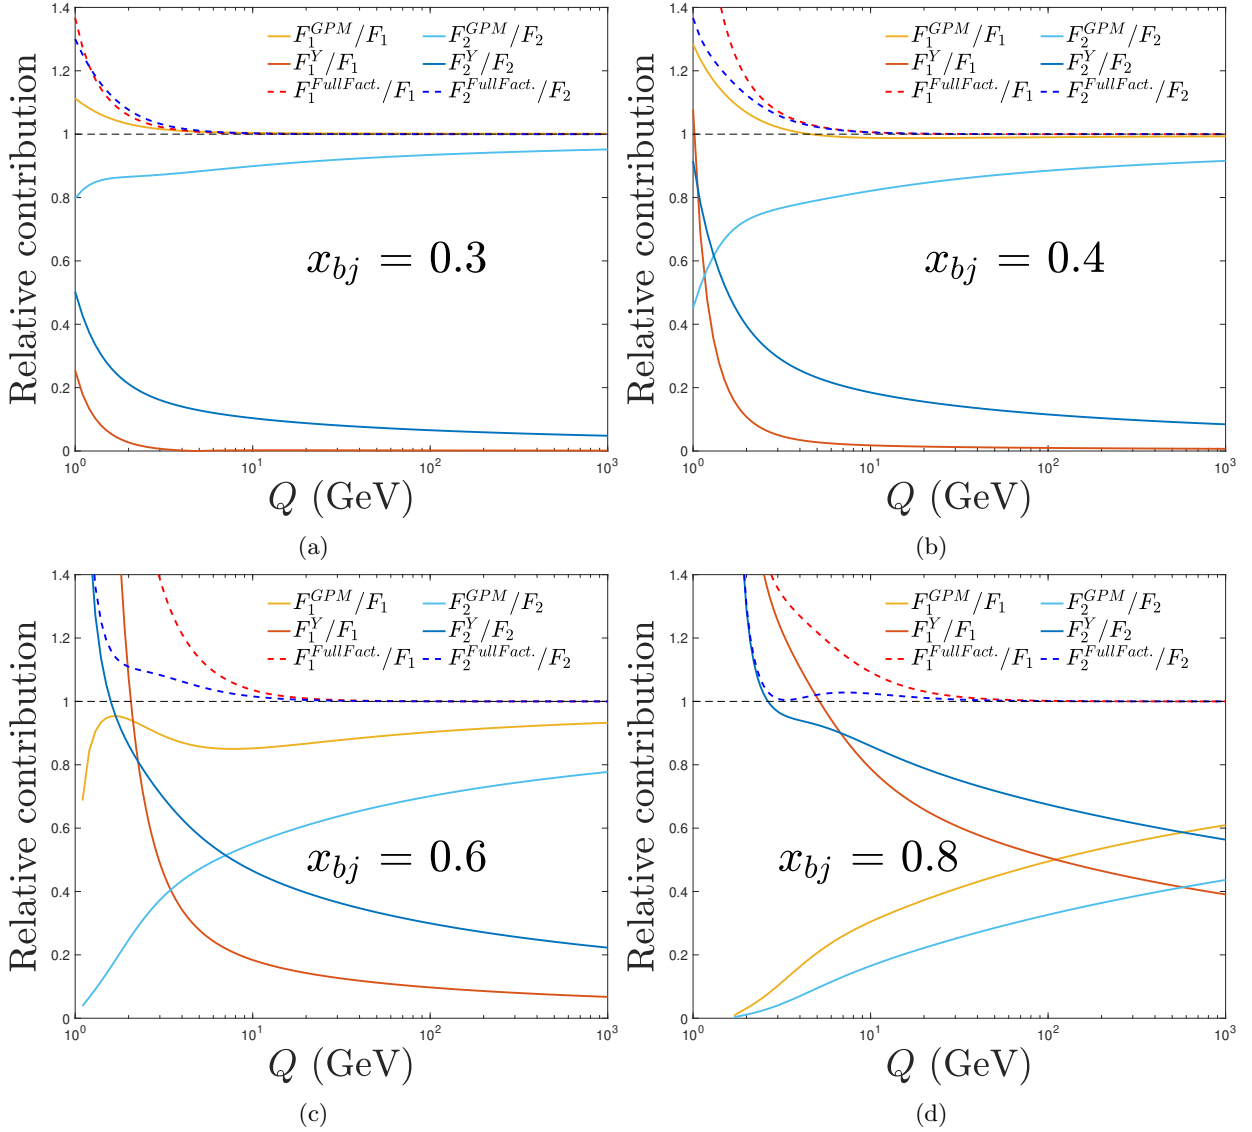 Relative contribution
1.4
1.2
1
0.8
0.6
0.4
0.2
0
F_1^{GPM}/F_1 F_2^{GPM}/F_2
F_1^Y/F_1 F_2^Y/F_2
F_1^{FullFact.}/F_1 F_2^{FullFact.}/F_2
x_{bj} = 0.3
10^0 10^1 10^2 10^3
Q (GeV)
(a)
Relative contribution
1.4
1.2
1
0.8
0.6
0.4
0.2
0
F_1^{GPM}/F_1 F_2^{GPM}/F_2
F_1^Y/F_1 F_2^Y/F_2
F_1^{FullFact.}/F_1 F_2^{FullFact.}/F_2
x_{bj} = 0.4
10^0 10^1 10^2 10^3
Q (GeV)
(b)
Relative contribution
1.4
1.2
1
0.8
0.6
0.4
0.2
0
F_1^{GPM}/F_1 F_2^{GPM}/F_2
F_1^Y/F_1 F_2^Y/F_2
F_1^{FullFact.}/F_1 F_2^{FullFact.}/F_2
x_{bj} = 0.6
10^0 10^1 10^2 10^3
Q (GeV)
(c)
Relative contribution
1.4
1.2
1
0.8
0.6
0.4
0.2
0
F_1^{GPM}/F_1 F_2^{GPM}/F_2
F_1^Y/F_1 F_2^Y/F_2
F_1^{FullFact.}/F_1 F_2^{FullFact.}/F_2
x_{bj} = 0.8
10^0 10^1 10^2 10^3
Q (GeV)
(d)